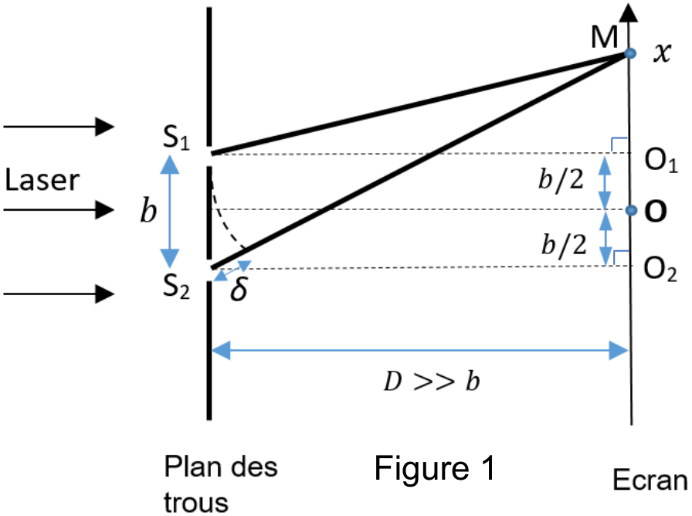 M
x
S₁
O₁
Laser
b
b/2
O
b/2
S₂
δ
O₂
D >> b
Plan des
trous
Figure 1
Ecran